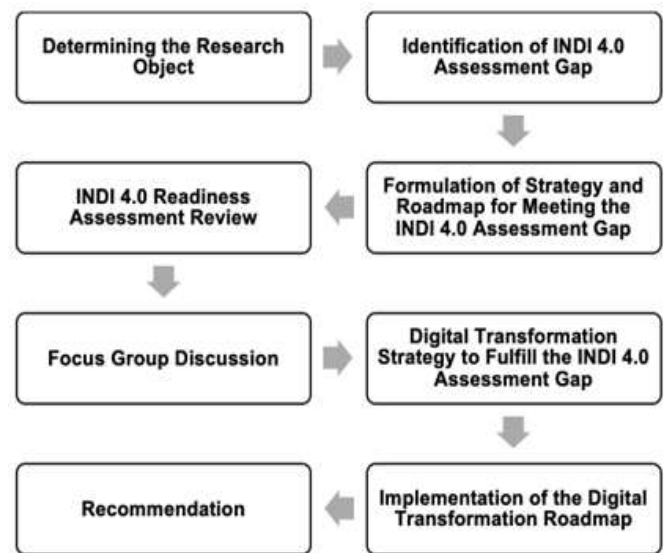 Determining the Research
Object
Identification of INDI 4.0
Assessment Gap
Formulation of Strategy and
Roadmap for Meeting the
INDI 4.0 Assessment Gap
INDI 4.0 Readiness
Assessment Review
Focus Group Discussion
Digital Transformation
Strategy to Fulfill the INDI 4.0
Assessment Gap
Implementation of the Digital
Transformation Roadmap
Recommendation